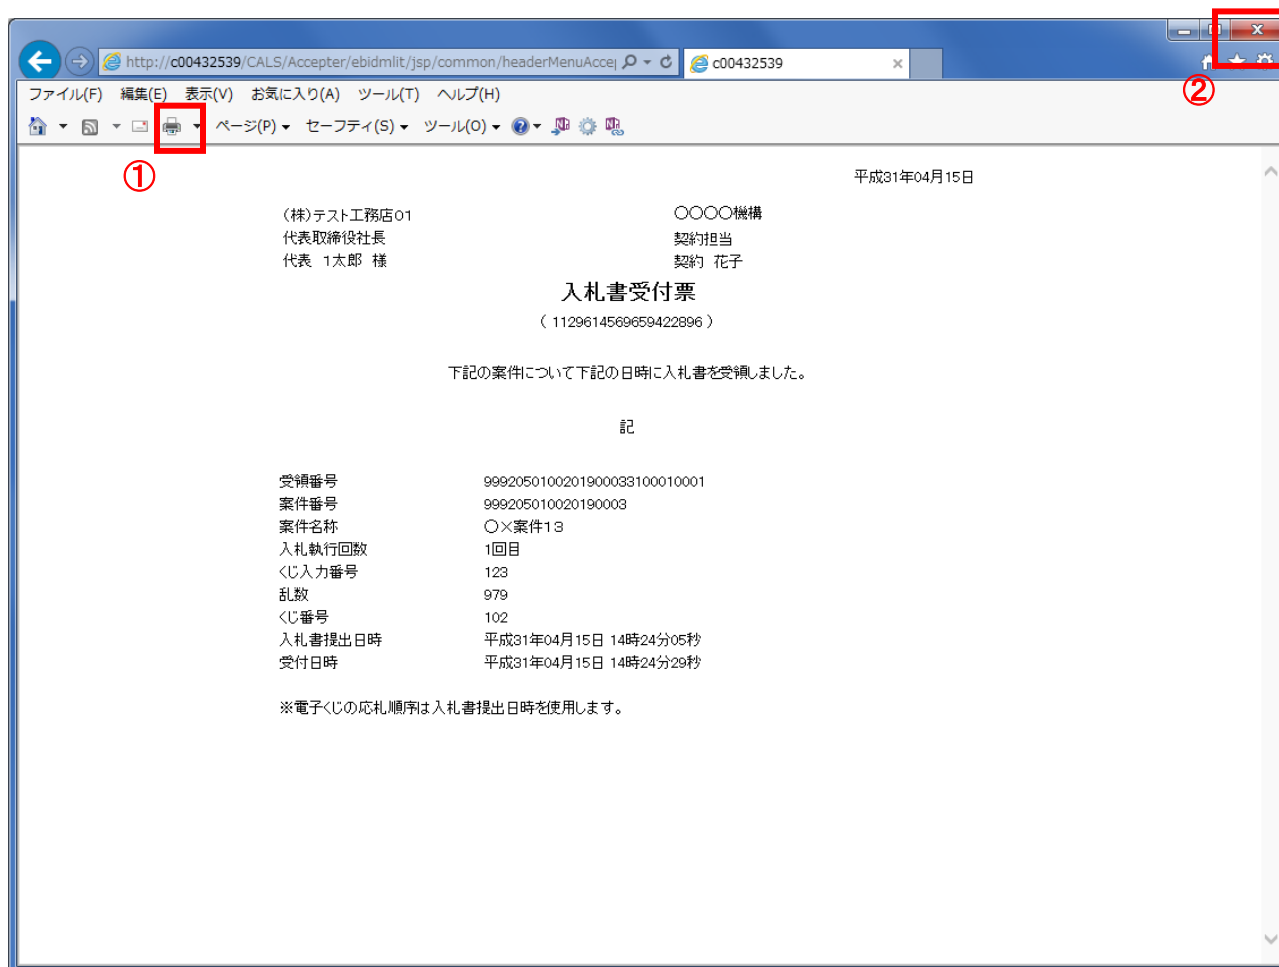 http://c00432539/CALS/Accepter/ebidmlit/jsp/common/headerMenuAccep
c00432539
②
ファイル(F) 編集(E) 表示(V) お気に入り(A) ツール(T) ヘルプ(H)
ページ(P) セーフティ(S) ツール(O)
①
平成31年04月15日
(株)テスト工務店01
〇〇〇〇機構
代表取締役社長
契約担当
代表 1太郎 様
契約 花子
入札書受付票
( 1129614569659422896 )
下記の案件について下記の日時に入札書を受領しました。
記
受領番号 9992050100201900033100010001
案件番号 999205010020190003
案件名称 〇×案件13
入札執行回数 1回目
くじ入力番号 123
乱数 979
くじ番号 102
入札書提出日時 平成31年04月15日 14時24分05秒
受付日時 平成31年04月15日 14時24分29秒
※電子くじの応札順序は入札書提出日時を使用します。